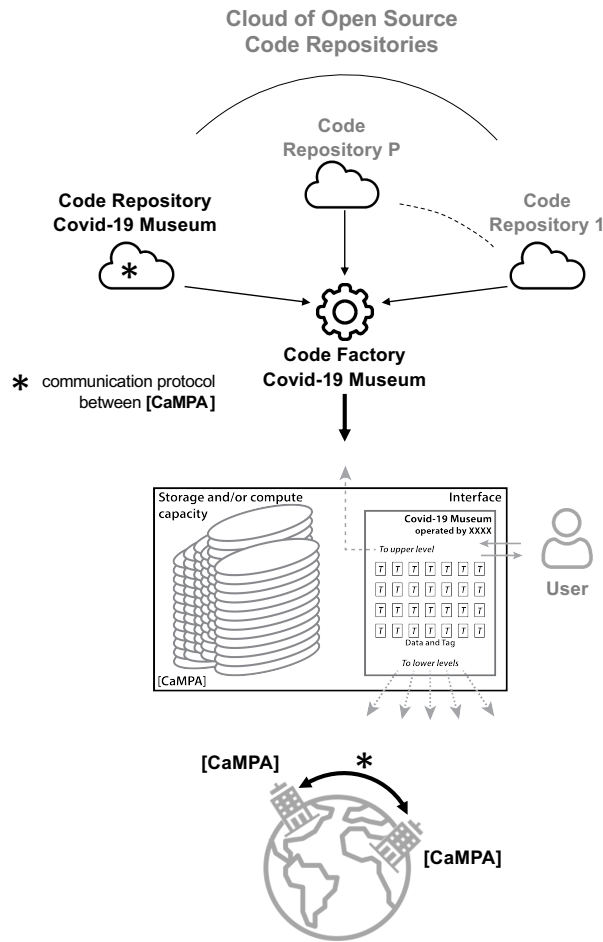 Cloud of Open Source
Code Repositories
Code
Repository P
Code Repository
Covid-19 Museum
Code
Repository 1
*
Code Factory
Covid-19 Museum
* communication protocol
between [CaMPA]
Storage and/or compute
capacity
Interface
Covid-19 Museum
operated by XXXX
To upper level
T T T T T T T
T T T T T T T
T T T T T T T
T T T T T T T
Data and Tag
To lower levels
[CaMPA]
User
[CaMPA]
*
[CaMPA]